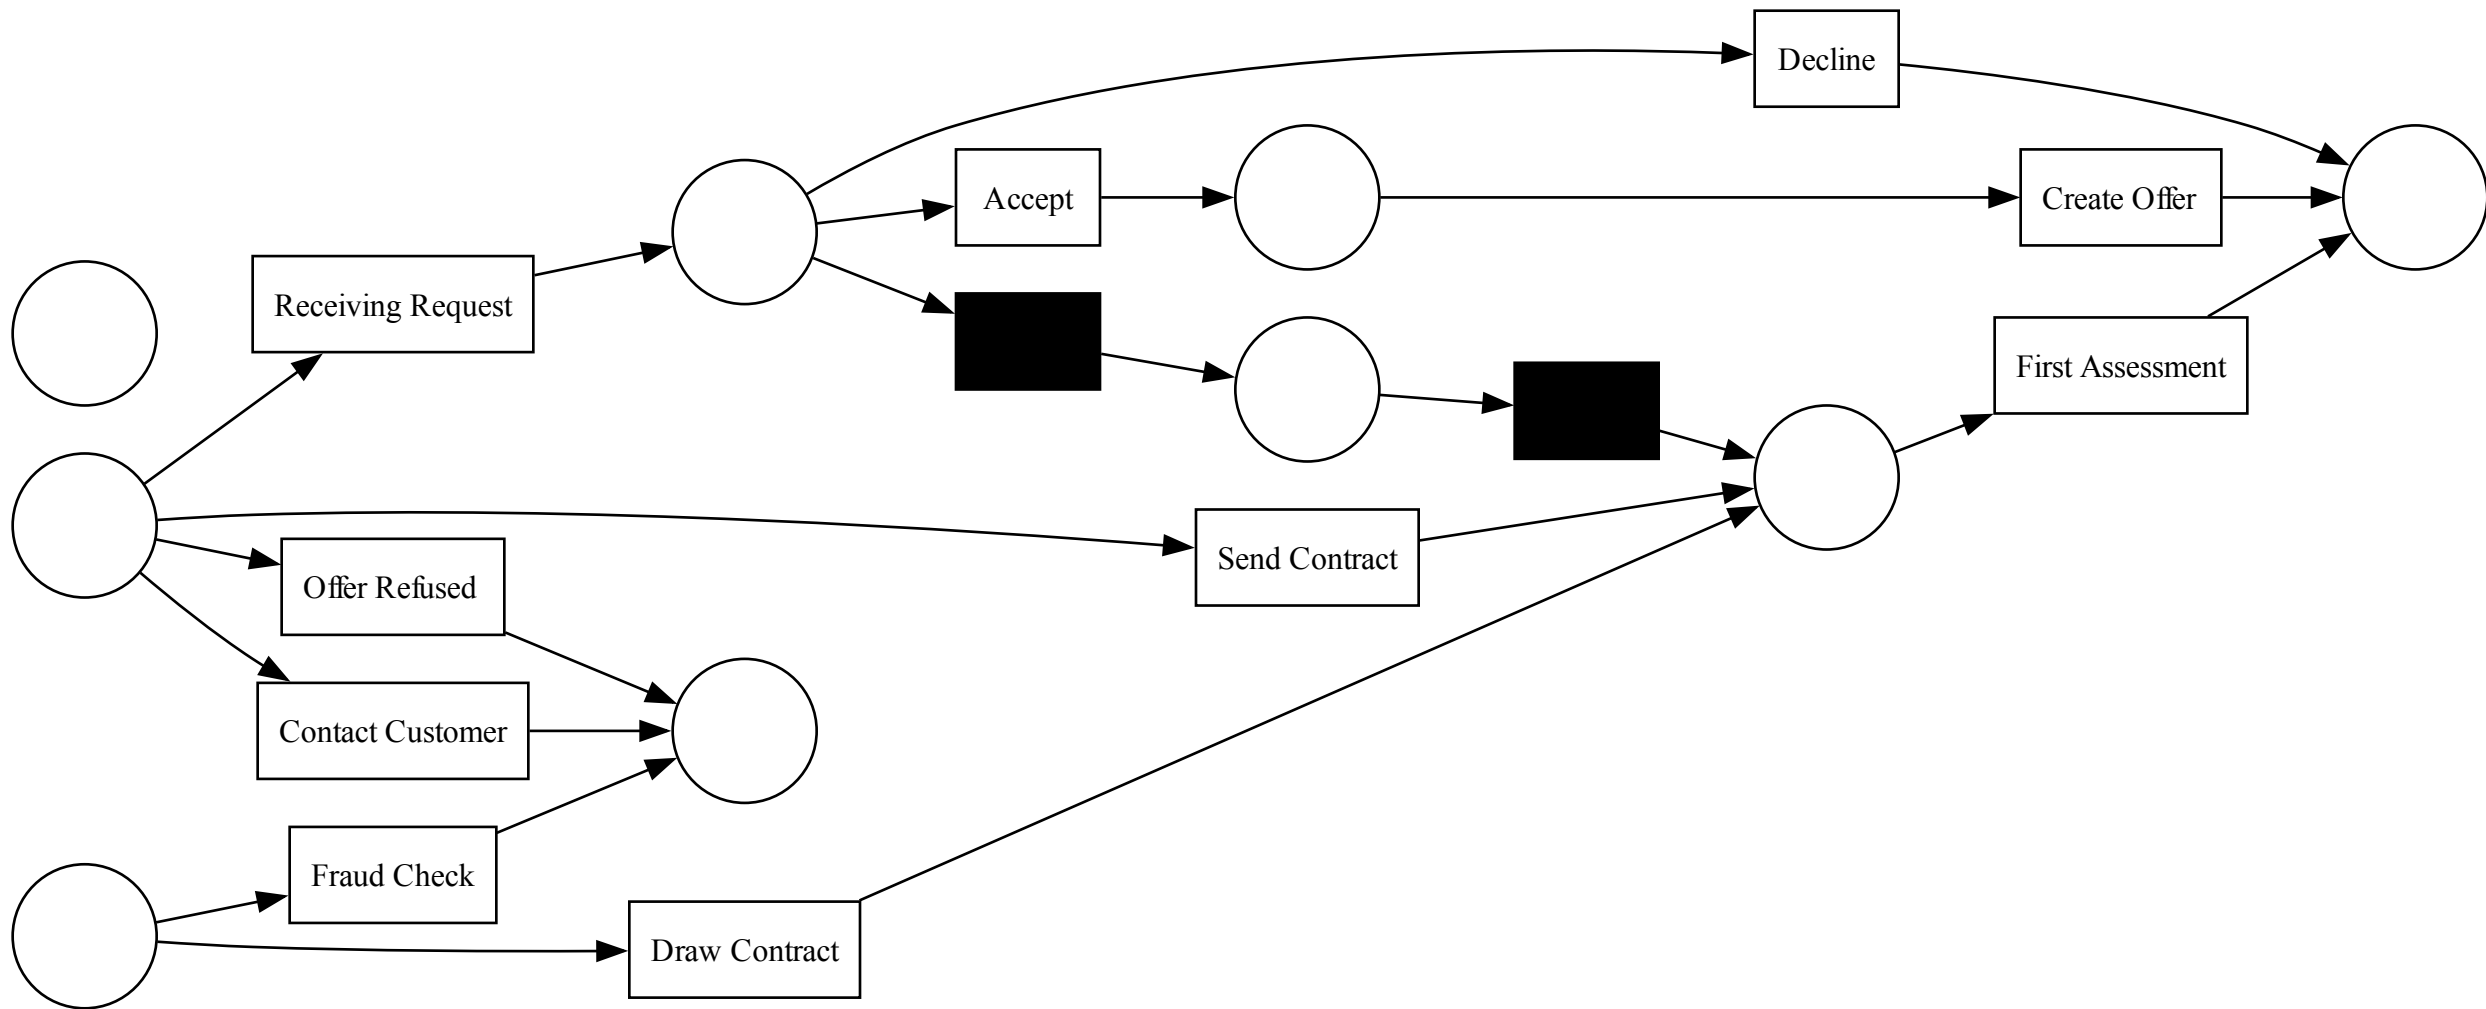 Decline
Accept
Create Offer
Receiving Request
First Assessment
Send Contract
Offer Refused
Contact Customer
Fraud Check
Draw Contract